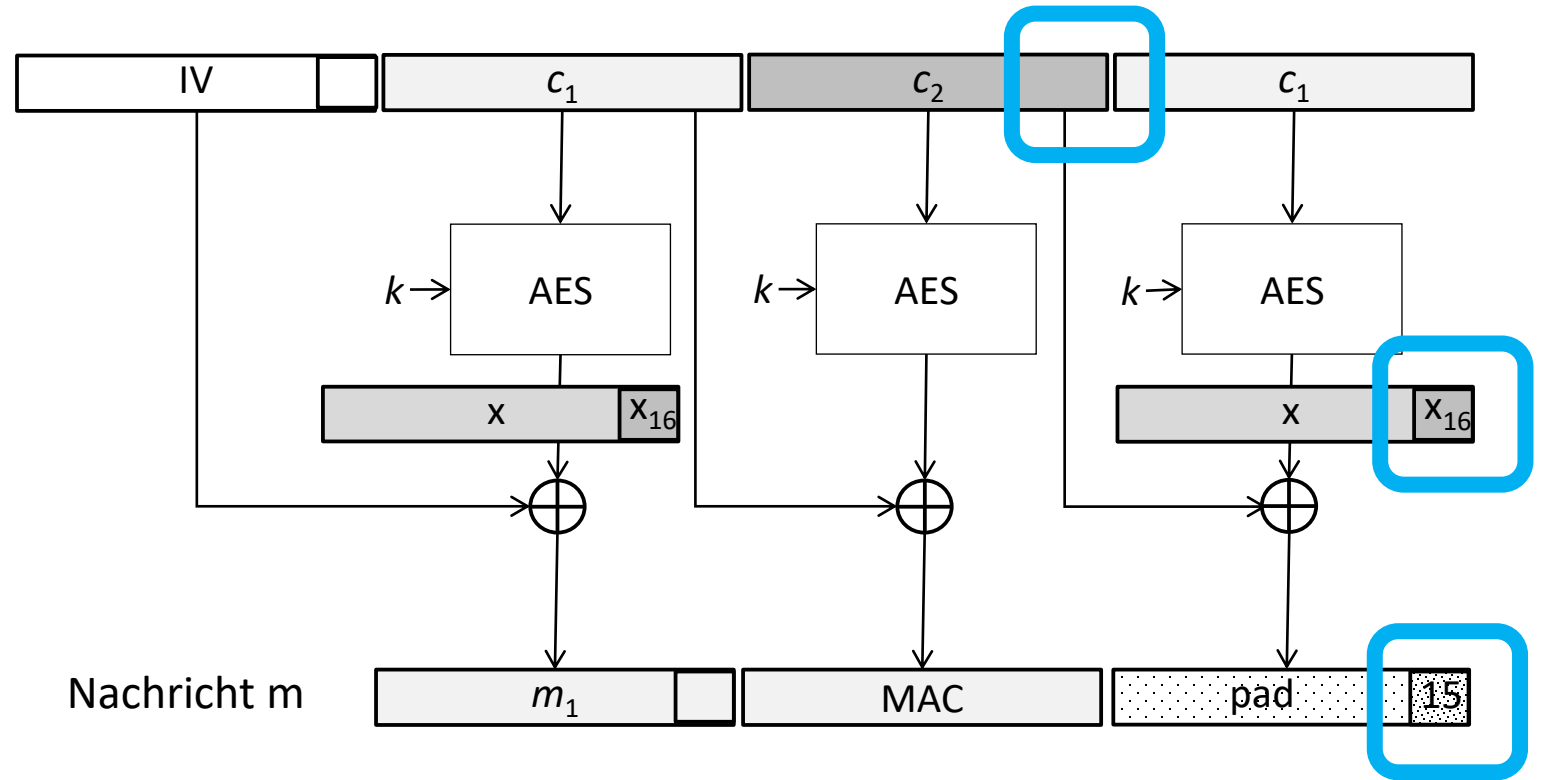 IV c₁ c₂ c₁
k AES k AES k AES
x x₁₆ x x₁₆
Nachricht m m₁ MAC pad 15